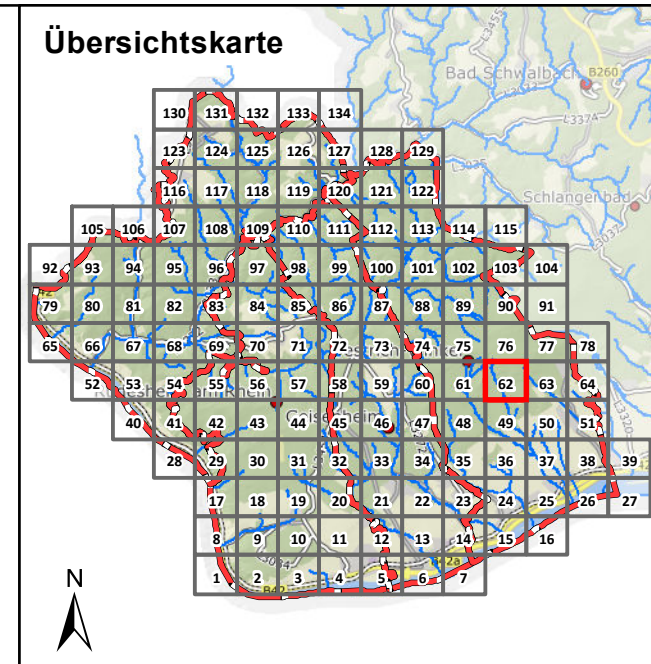 Übersichtskarte
Bad Schwalbach
B260
L3374
L3035
Schlangenbad
L3037
130 131 132 133 134
123 124 125 126 127 128 129
116 117 118 119 120 121 122
105 106 107 108 109 110 111 112 113 114 115
92 93 94 95 96 97 98 99 100 101 102 103 104
79 80 81 82 83 84 85 86 87 88 89 90 91
65 66 67 68 69 70 71 72 73 74 75 76 77 78
52 53 54 55 56 57 58 59 60 61 62 63 64
40 41 42 43 44 45 46 47 48 49 50 51
28 29 30 31 32 33 34 35 36 37 38 39
17 18 19 20 21 22 23 24 25 26 27
8 9 10 11 12 13 14 15 16
1 2 3 4 5 6 7
L3320
L3034
B42
B42a
N